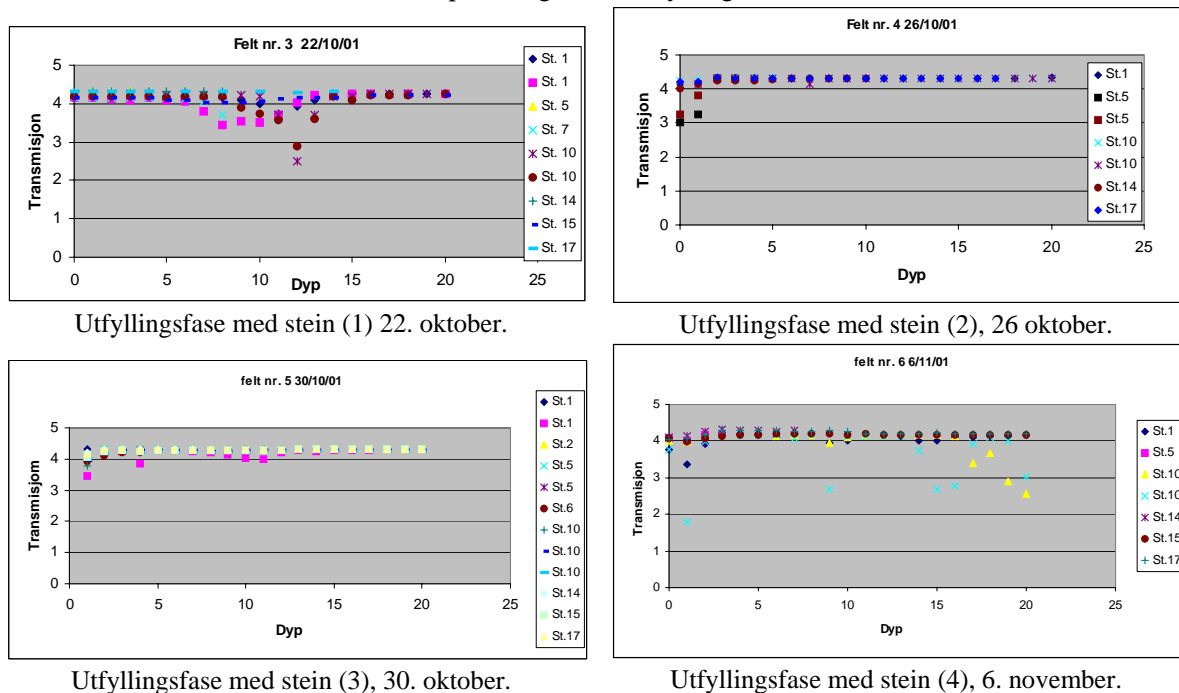 Felt nr. 3 22/10/01
Transmisjon
5
4
3
2
1
0
0 5 10 15 20 25
Dyp
St. 1
St. 1
St. 5
St. 7
St. 10
St. 10
St. 14
St. 15
St. 17
Utfyllingsfase med stein (1) 22. oktober.
Felt nr. 4 26/10/01
Transmisjon
5
4
3
2
1
0
0 5 10 15 20 25
Dyp
St.1
St.5
St.5
St.10
St.10
St.14
St.17
Utfyllingsfase med stein (2), 26 oktober.
felt nr. 5 30/10/01
Transmisjom
5
4
3
2
1
0
0 5 10 15 20 25
Dyp
St.1
St.1
St.2
St.5
St.5
St.6
St.10
St.10
St.10
St.14
St.15
St.17
Utfyllingsfase med stein (3), 30. oktober.
felt nr. 6 6/11/01
Transmisjon
5
4
3
2
1
0
0 5 10 15 20 25
Dyp
St.1
St.5
St.10
St.10
St.14
St.15
St.17
Utfyllingsfase med stein (4), 6. november.